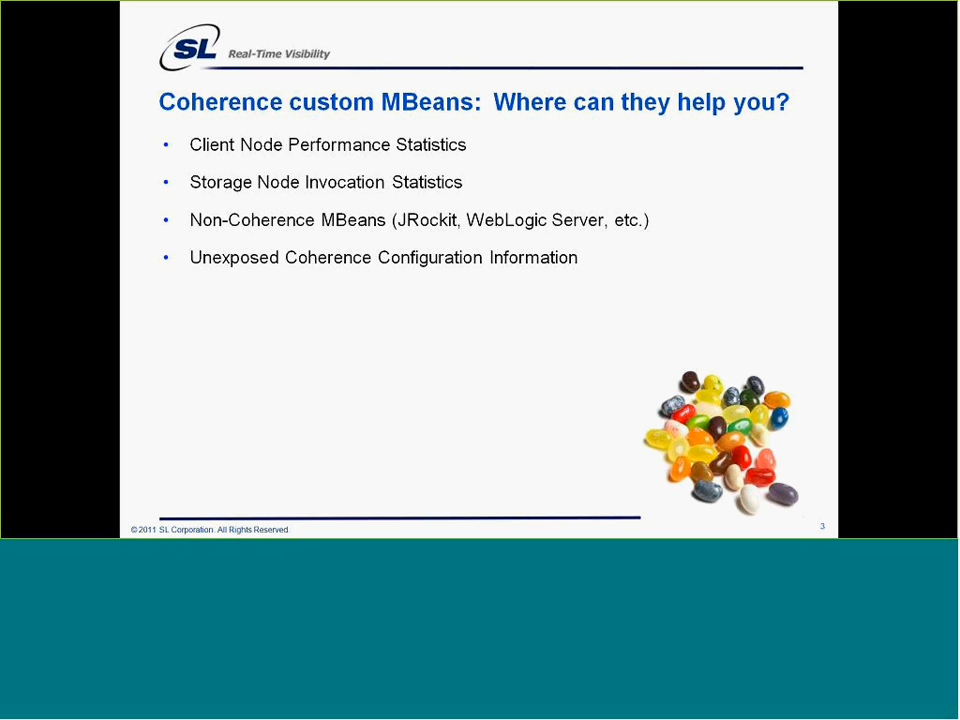 SL Real-Time Visibility
Coherence custom MBeans: Where can they help you?
• Client Node Performance Statistics
• Storage Node Invocation Statistics
• Non-Coherence MBeans (JRockit, WebLogic Server, etc.)
• Unexposed Coherence Configuration Information
© 2011 SL Corporation. All Rights Reserved.
3